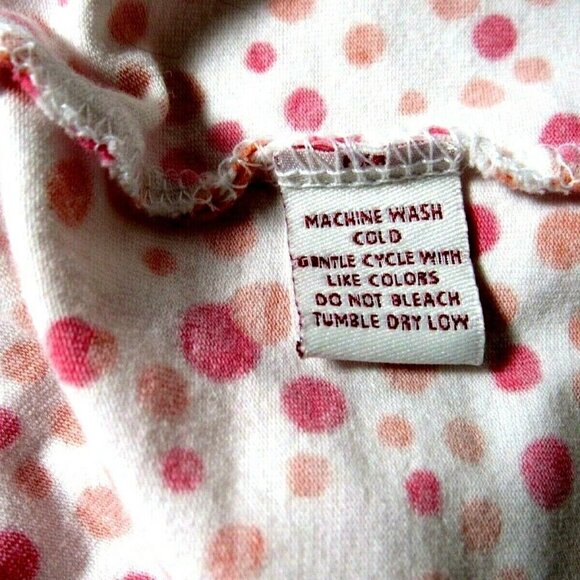 MACHINE WASH
COLD
GENTLE CYCLE WITH
LIKE COLORS
DO NOT BLEACH
TUMBLE DRY LOW